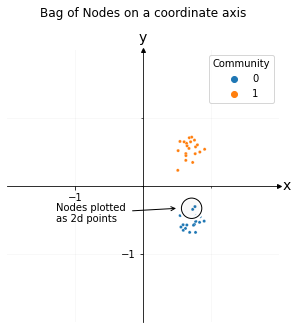 Bag of Nodes on a coordinate axis
y
Community
0
1
x
−1
Nodes plotted
as 2d points
−1